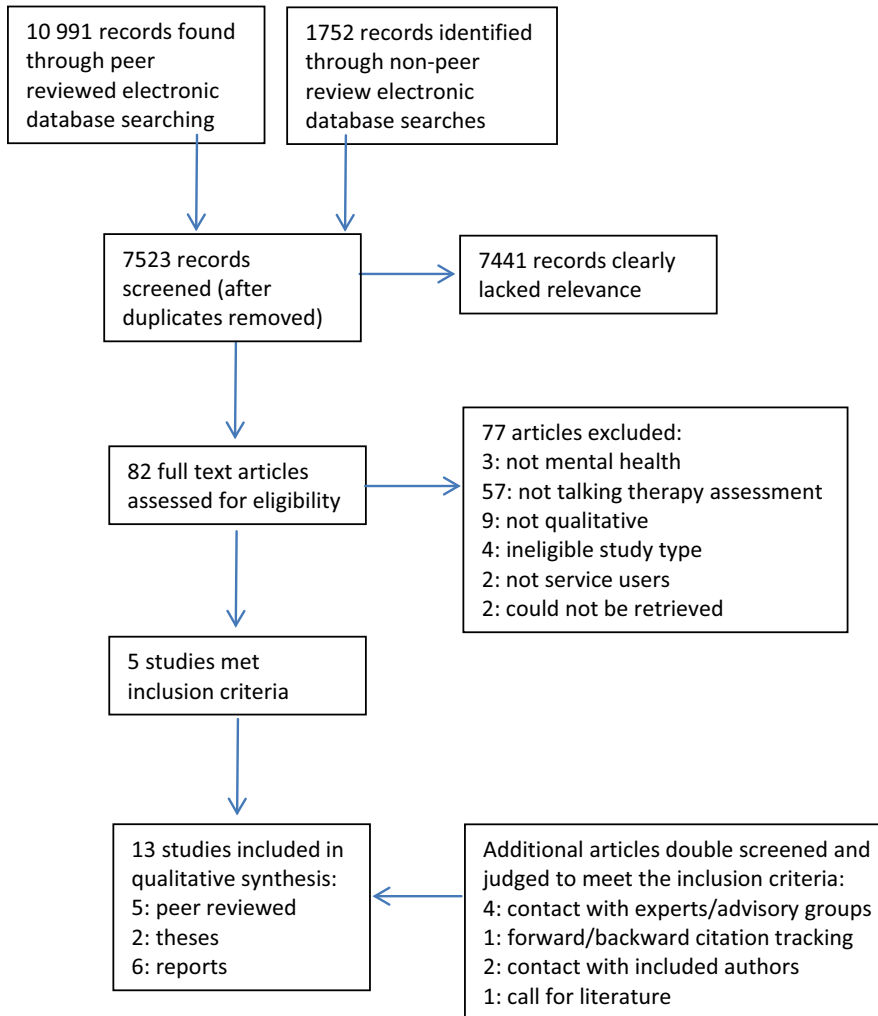 10 991 records found
through peer
reviewed electronic
database searching
1752 records identified
through non-peer
review electronic
database searches
7523 records
screened (after
duplicates removed)
7441 records clearly
lacked relevance
82 full text articles
assessed for eligibility
77 articles excluded:
3: not mental health
57: not talking therapy assessment
9: not qualitative
4: ineligible study type
2: not service users
2: could not be retrieved
5 studies met
inclusion criteria
13 studies included in
qualitative synthesis:
5: peer reviewed
2: theses
6: reports
Additional articles double screened and
judged to meet the inclusion criteria:
4: contact with experts/advisory groups
1: forward/backward citation tracking
2: contact with included authors
1: call for literature